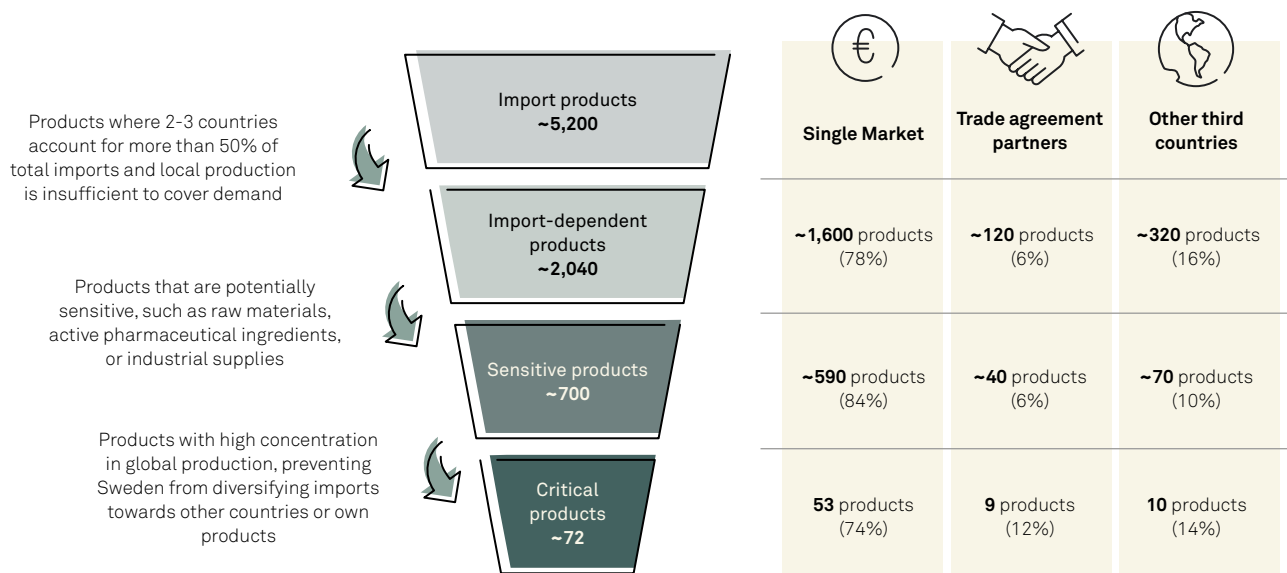 Import products
~5,200
Products where 2-3 countries
account for more than 50% of
total imports and local production
is insufficient to cover demand
Import-dependent
products
~2,040
Products that are potentially
sensitive, such as raw materials,
active pharmaceutical ingredients,
or industrial supplies
Sensitive products
~700
Products with high concentration
in global production, preventing
Sweden from diversifying imports
towards other countries or own
products
Critical
products
~72
€
Single Market
Trade agreement
partners
Other third
countries
~1,600 products
(78%)
~120 products
(6%)
~320 products
(16%)
~590 products
(84%)
~40 products
(6%)
~70 products
(10%)
53 products
(74%)
9 products
(12%)
10 products
(14%)